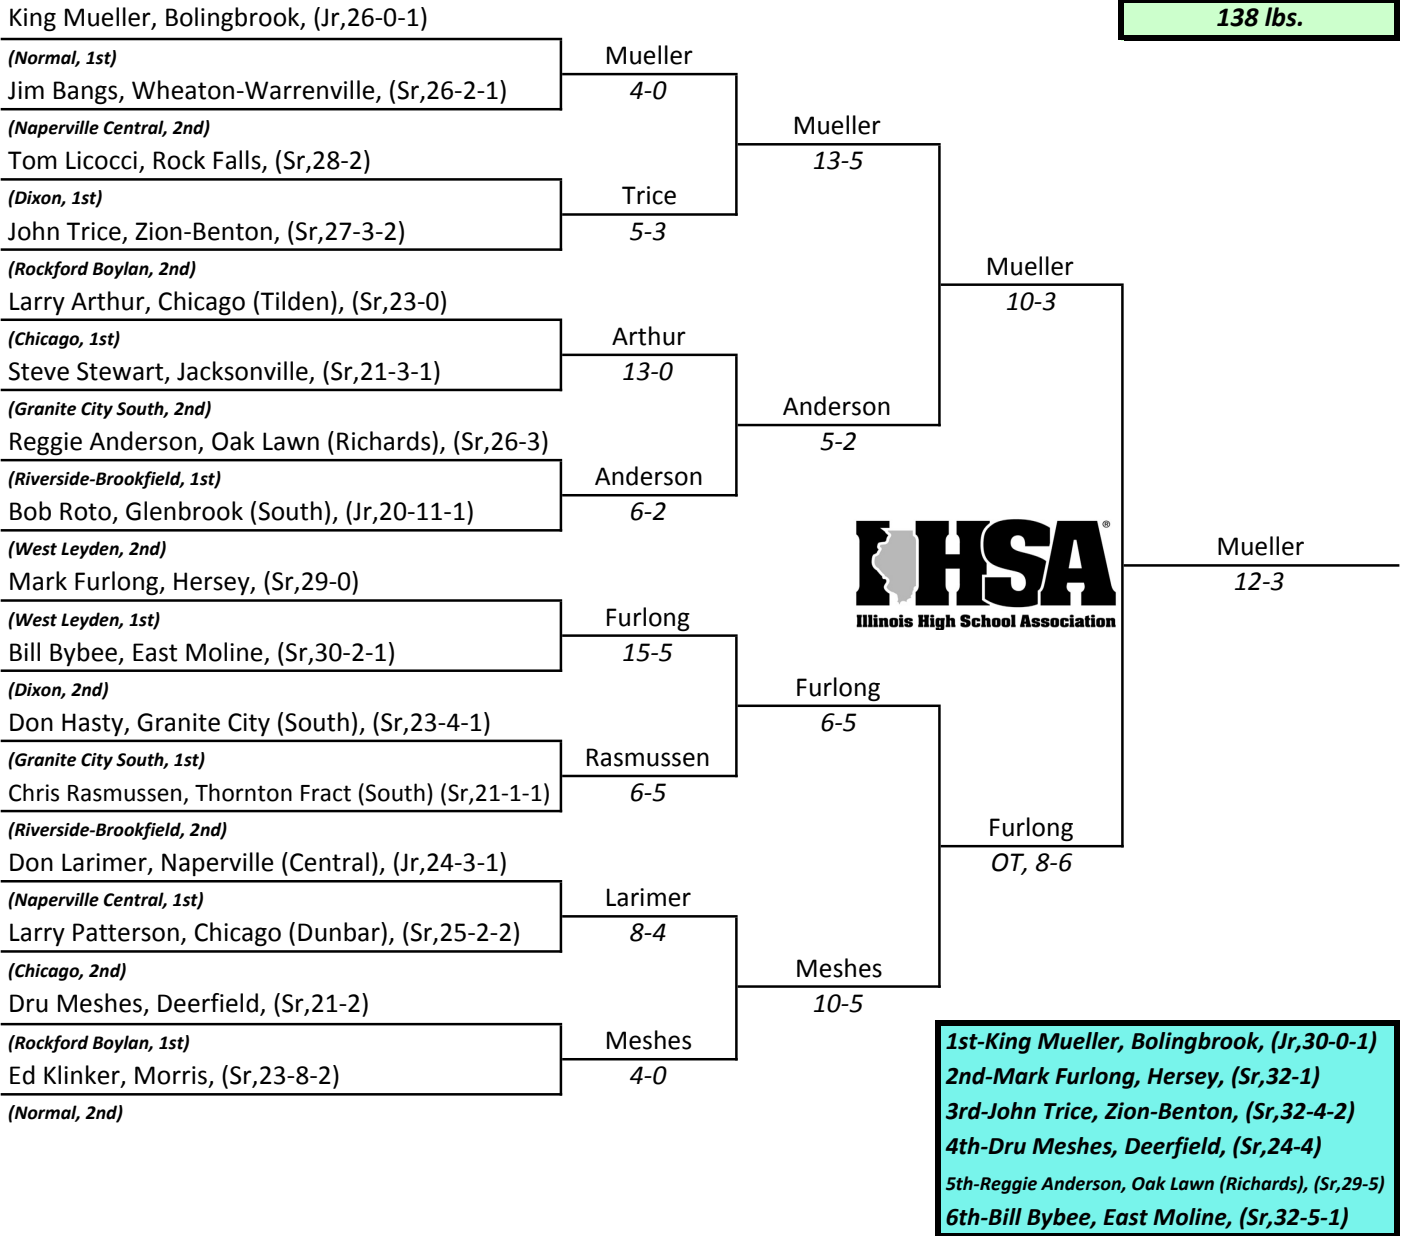 King Mueller, Bolingbrook, (Jr,26-0-1)
138 lbs.
(Normal, 1st)
Mueller
Jim Bangs, Wheaton-Warrenville, (Sr,26-2-1)
4-0
(Naperville Central, 2nd)
Mueller
Tom Licocci, Rock Falls, (Sr,28-2)
13-5
(Dixon, 1st)
Trice
John Trice, Zion-Benton, (Sr,27-3-2)
5-3
(Rockford Boylan, 2nd)
Mueller
Larry Arthur, Chicago (Tilden), (Sr,23-0)
10-3
(Chicago, 1st)
Arthur
Steve Stewart, Jacksonville, (Sr,21-3-1)
13-0
(Granite City South, 2nd)
Anderson
Reggie Anderson, Oak Lawn (Richards), (Sr,26-3)
5-2
(Riverside-Brookfield, 1st)
Anderson
Bob Roto, Glenbrook (South), (Jr,20-11-1)
6-2
(West Leyden, 2nd)
IHSA®
Mueller
Mark Furlong, Hersey, (Sr,29-0)
12-3
(West Leyden, 1st)
Furlong
Illinois High School Association
Bill Bybee, East Moline, (Sr,30-2-1)
15-5
(Dixon, 2nd)
Furlong
Don Hasty, Granite City (South), (Sr,23-4-1)
6-5
(Granite City South, 1st)
Rasmussen
Chris Rasmussen, Thornton Fract (South) (Sr,21-1-1)
6-5
(Riverside-Brookfield, 2nd)
Furlong
Don Larimer, Naperville (Central), (Jr,24-3-1)
OT, 8-6
(Naperville Central, 1st)
Larimer
Larry Patterson, Chicago (Dunbar), (Sr,25-2-2)
8-4
(Chicago, 2nd)
Meshes
Dru Meshes, Deerfield, (Sr,21-2)
10-5
(Rockford Boylan, 1st)
Meshes
Ed Klinker, Morris, (Sr,23-8-2)
4-0
(Normal, 2nd)
1st-King Mueller, Bolingbrook, (Jr,30-0-1)
2nd-Mark Furlong, Hersey, (Sr,32-1)
3rd-John Trice, Zion-Benton, (Sr,32-4-2)
4th-Dru Meshes, Deerfield, (Sr,24-4)
5th-Reggie Anderson, Oak Lawn (Richards), (Sr,29-5)
6th-Bill Bybee, East Moline, (Sr,32-5-1)